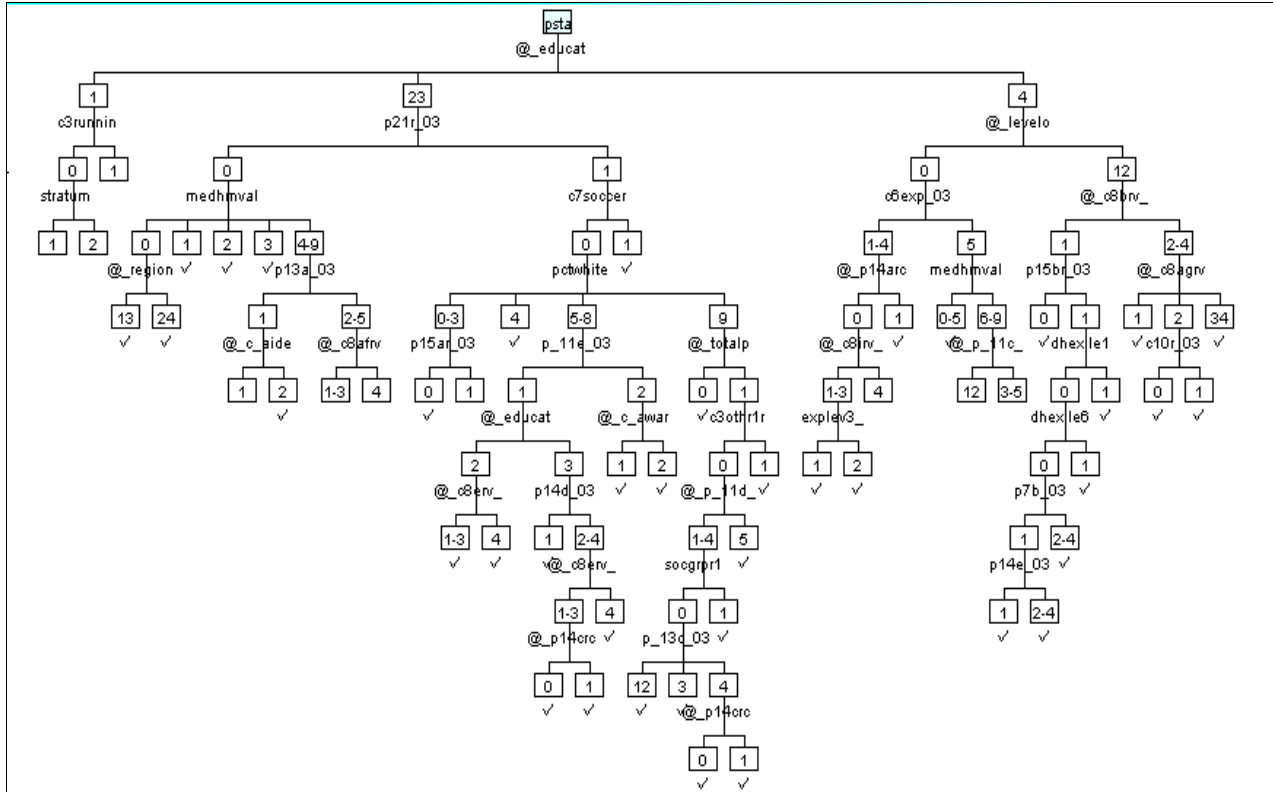 psta
@_educat
1 23 4
c3runnin p21r_03 @_levelo
0 1 0 1 0 12
stratum medhmval c7soccer c6exp_03 @_c8brv_
1 2 0 1 2 3 4-9 0 1 1-4 5 1 2-4
@_region p13a_03 pctwhite @_p14arc medhmval p15br_03 @_c8agrv
13 24 1 2-5 0-3 4 5-8 9 0 1 0-5 6-9 0 1 1 2 34
@_c_aide @_c8afrv p15ar_03 p_11e_03 @_totalp @_c8irv_ @_p_11c_ dhexile1 c10r_03
1 2 1-3 4 0 1 1 2 0 1 1-3 4 12 3-5 0 1 0 1
@_educat @_c_awar c3othr1r explev3_ dhexile6
2 3 1 2 0 1 1 2 0 1
@_c8erv_ p14d_03 @_p_11d_ p7b_03
1-3 4 1 2-4 1-4 5 1 2-4
@_c8erv_ socgrpr1 p14e_03
1-3 4 0 1 1 2-4
@_p14crc p_13c_03
0 1 12 3 4
@_p14crc
0 1